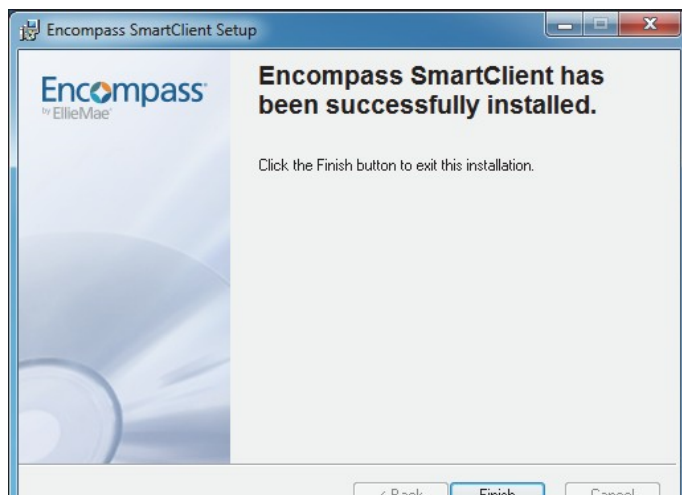 Encompass SmartClient Setup
Encompass
by EllieMae
Encompass SmartClient has
been successfully installed.
Click the Finish button to exit this installation.
< Back Finish Cancel